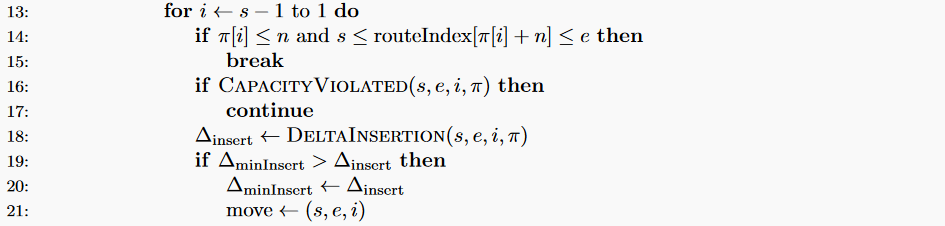 13: for i ← s − 1 to 1 do
14: if π[i] ≤ n and s ≤ routeIndex[π[i] + n] ≤ e then
15: break
16: if CAPACITYVIOLATED(s, e, i, π) then
17: continue
18: Δinsert ← DELTAINSERTION(s, e, i, π)
19: if ΔminInsert > Δinsert then
20: ΔminInsert ← Δinsert
21: move ← (s, e, i)